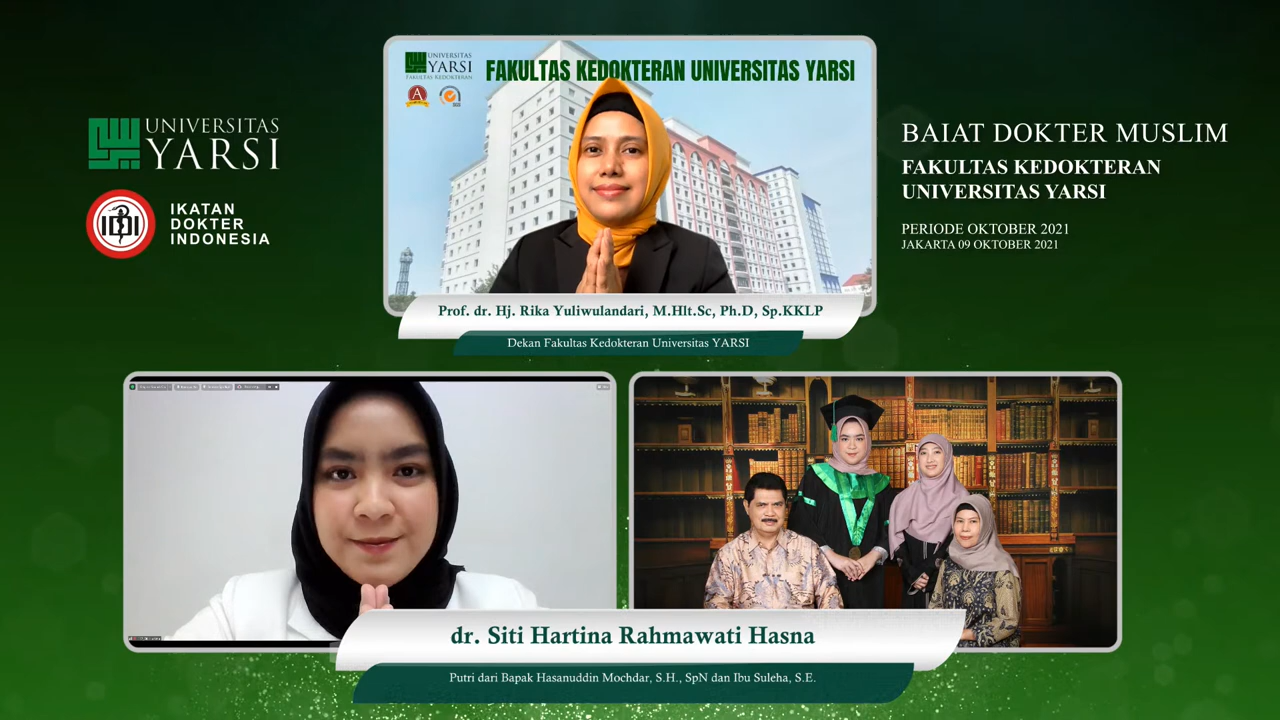 UNIVERSITAS
YARSI
IKATAN
DOKTER
INDONESIA
IDI
UNIVERSITAS
YARSI
FAKULTAS KEDOKTERAN
A
FAKULTAS KEDOKTERAN UNIVERSITAS YARSI
Prof. dr. Hj. Rika Yuliwulandari, M.Hlt.Sc, Ph.D, Sp.KKLP
Dekan Fakultas Kedokteran Universitas YARSI
BAIAT DOKTER MUSLIM
FAKULTAS KEDOKTERAN
UNIVERSITAS YARSI
PERIODE OKTOBER 2021
JAKARTA 09 OKTOBER 2021
dr. Siti Hartina Rahmawati Hasna
Putri dari Bapak Hasanuddin Mochdar, S.H., SpN dan Ibu Suleha, S.E.